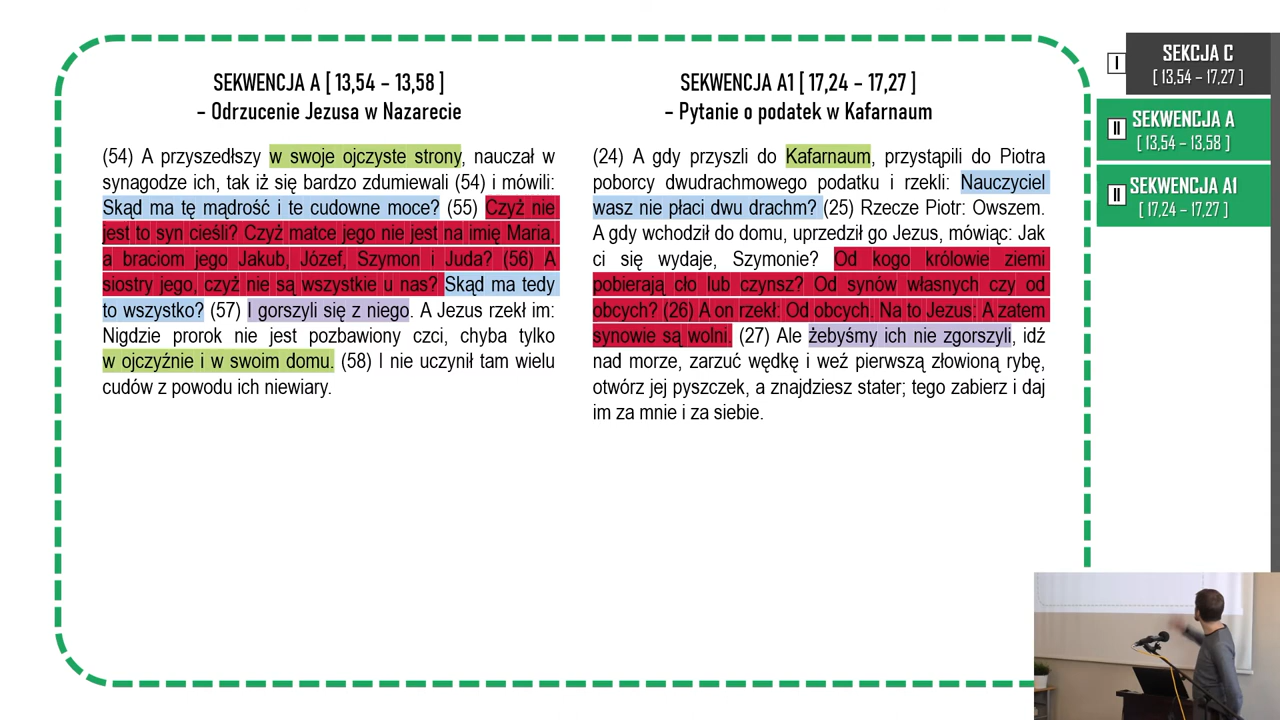 SEKWENCJA A [ 13,54 – 13,58 ]
– Odrzucenie Jezusa w Nazarecie
(54) A przyszedłszy w swoje ojczyste strony, nauczał w
synagodze ich, tak iż się bardzo zdumiewali (54) i mówili:
Skąd ma tę mądrość i te cudowne moce? (55) Czyż nie
jest to syn cieśli? Czyż matce jego nie jest na imię Maria,
a braciom jego Jakub, Józef, Szymon i Juda? (56) A
siostry jego, czyż nie są wszystkie u nas? Skąd ma tedy
to wszystko? (57) I gorszyli się z niego. A Jezus rzekł im:
Nigdzie prorok nie jest pozbawiony czci, chyba tylko
w ojczyźnie i w swoim domu. (58) I nie uczynił tam wielu
cudów z powodu ich niewiary.
SEKWENCJA A1 [ 17,24 – 17,27 ]
– Pytanie o podatek w Kafarnaum
(24) A gdy przyszli do Kafarnaum, przystąpili do Piotra
poborcy dwudrachmowego podatku i rzekli: Nauczyciel
wasz nie płaci dwu drachm? (25) Rzecze Piotr: Owszem.
A gdy wchodził do domu, uprzedził go Jezus, mówiąc: Jak
ci się wydaje, Szymonie? Od kogo królowie ziemi
pobierają cło lub czynsz? Od synów własnych czy od
obcych? (26) A on rzekł: Od obcych. Na to Jezus: A zatem
synowie są wolni. (27) Ale żebyśmy ich nie zgorszyli, idź
nad morze, zarzuć wędkę i weź pierwszą złowioną rybę,
otwórz jej pyszczek, a znajdziesz stater; tego zabierz i daj
im za mnie i za siebie.
I
SEKCJA C
[ 13,54 – 17,27 ]
II
SEKWENCJA A
[ 13,54 – 13,58 ]
II
SEKWENCJA A1
[ 17,24 – 17,27 ]